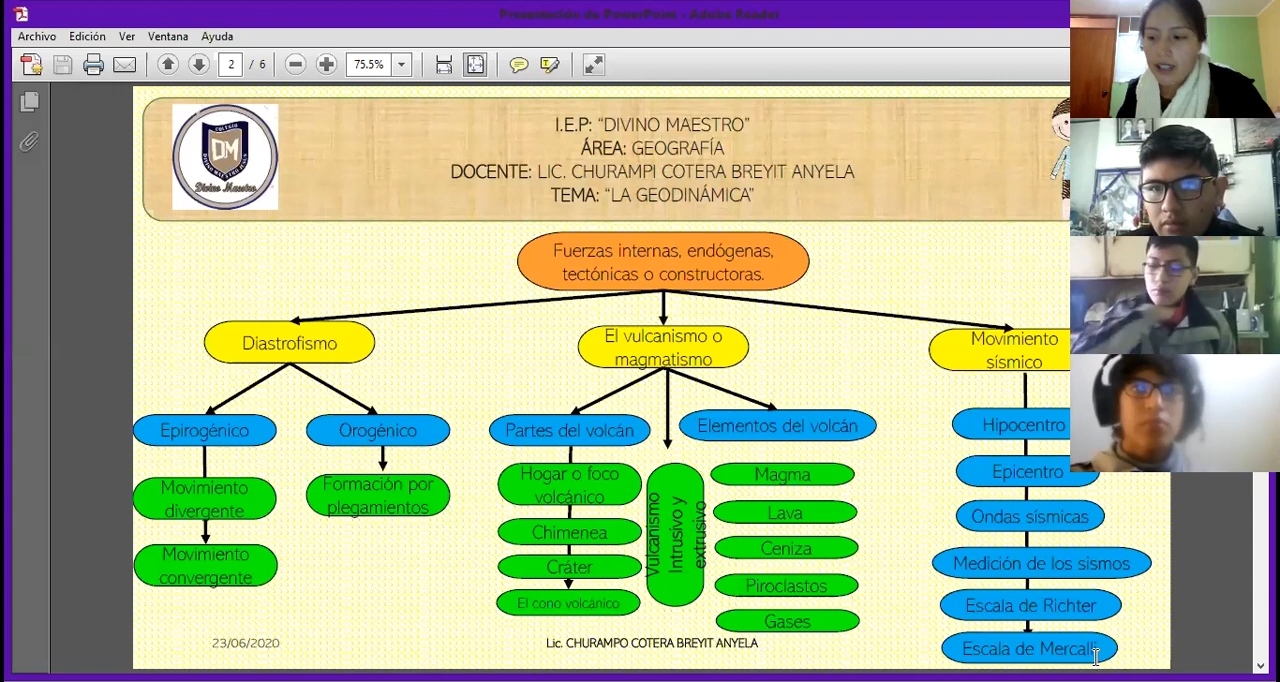 Presentación de PowerPoint - Adobe Reader
Archivo Edición Ver Ventana Ayuda
2 / 6 75.5%
COLEGIO
DM
Divino Maestro
I.E.P: “DIVINO MAESTRO”
ÁREA: GEOGRAFÍA
DOCENTE: LIC. CHURAMPI COTERA BREYIT ANYELA
TEMA: “LA GEODINÁMICA”
Fuerzas internas, endógenas,
tectónicas o constructoras.
Diastrofismo
El vulcanismo o
magmatismo
Movimiento
sísmico
Epirogénico
Orogénico
Partes del volcán
Elementos del volcán
Hipocentro
Movimiento
divergente
Movimiento
convergente
Formación por
plegamientos
Hogar o foco
volcánico
Chimenea
Cráter
El cono volcánico
Vulcanismo
Intrusivo y
extrusivo
Magma
Lava
Ceniza
Piroclastos
Gases
Epicentro
Ondas sísmicas
Medición de los sismos
Escala de Richter
Escala de Mercalli
23/06/2020
Lic. CHURAMPO COTERA BREYIT ANYELA